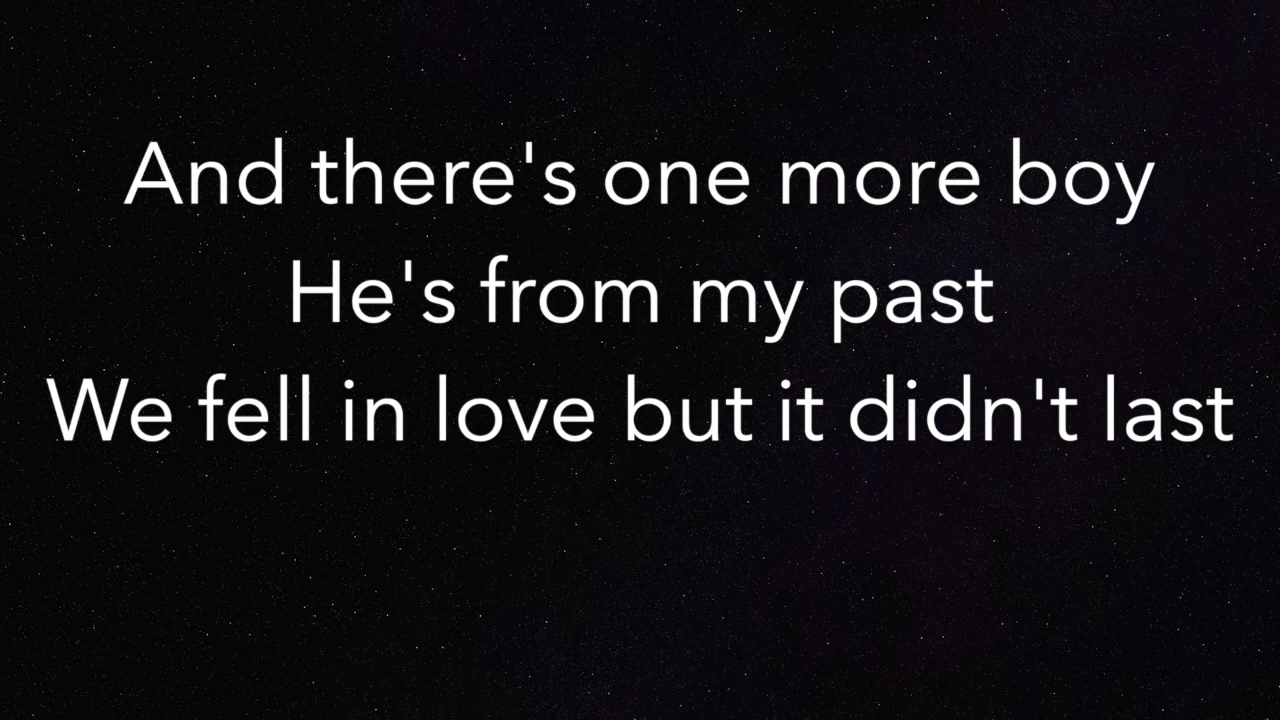 And there's one more boy
He's from my past
We fell in love but it didn't last